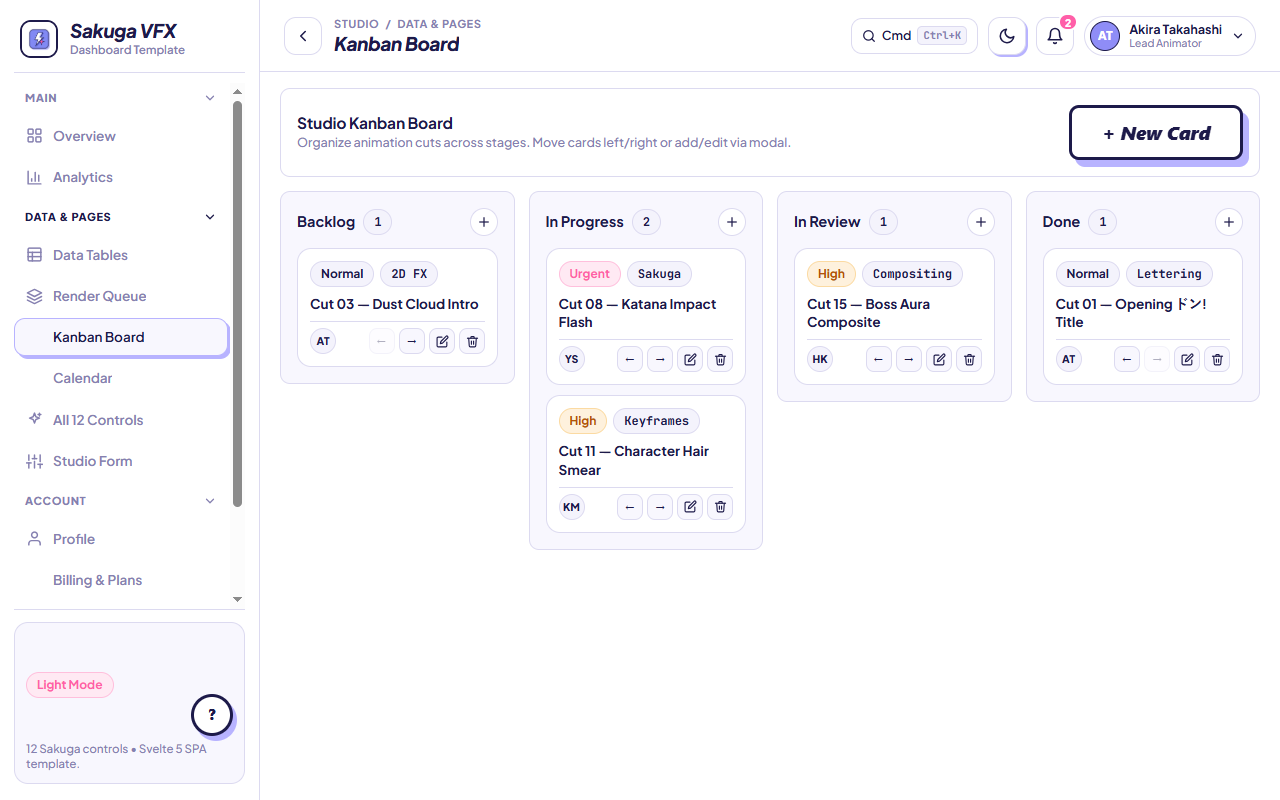 Sakuga VFX
Dashboard Template
MAIN
Overview
Analytics
DATA & PAGES
Data Tables
Render Queue
Kanban Board
Calendar
All 12 Controls
Studio Form
ACCOUNT
Profile
Billing & Plans
Light Mode
?
12 Sakuga controls • Svelte 5 SPA
template.
STUDIO / DATA & PAGES
Kanban Board
Cmd Ctrl+K
2
AT
Akira Takahashi
Lead Animator
Studio Kanban Board
Organize animation cuts across stages. Move cards left/right or add/edit via modal.
+ New Card
Backlog 1 +
Normal 2D FX
Cut 03 — Dust Cloud Intro
AT ← →
In Progress 2 +
Urgent Sakuga
Cut 08 — Katana Impact
Flash
YS ← →
High Keyframes
Cut 11 — Character Hair
Smear
KM ← →
In Review 1 +
High Compositing
Cut 15 — Boss Aura
Composite
HK ← →
Done 1 +
Normal Lettering
Cut 01 — Opening ドン!
Title
AT ← →